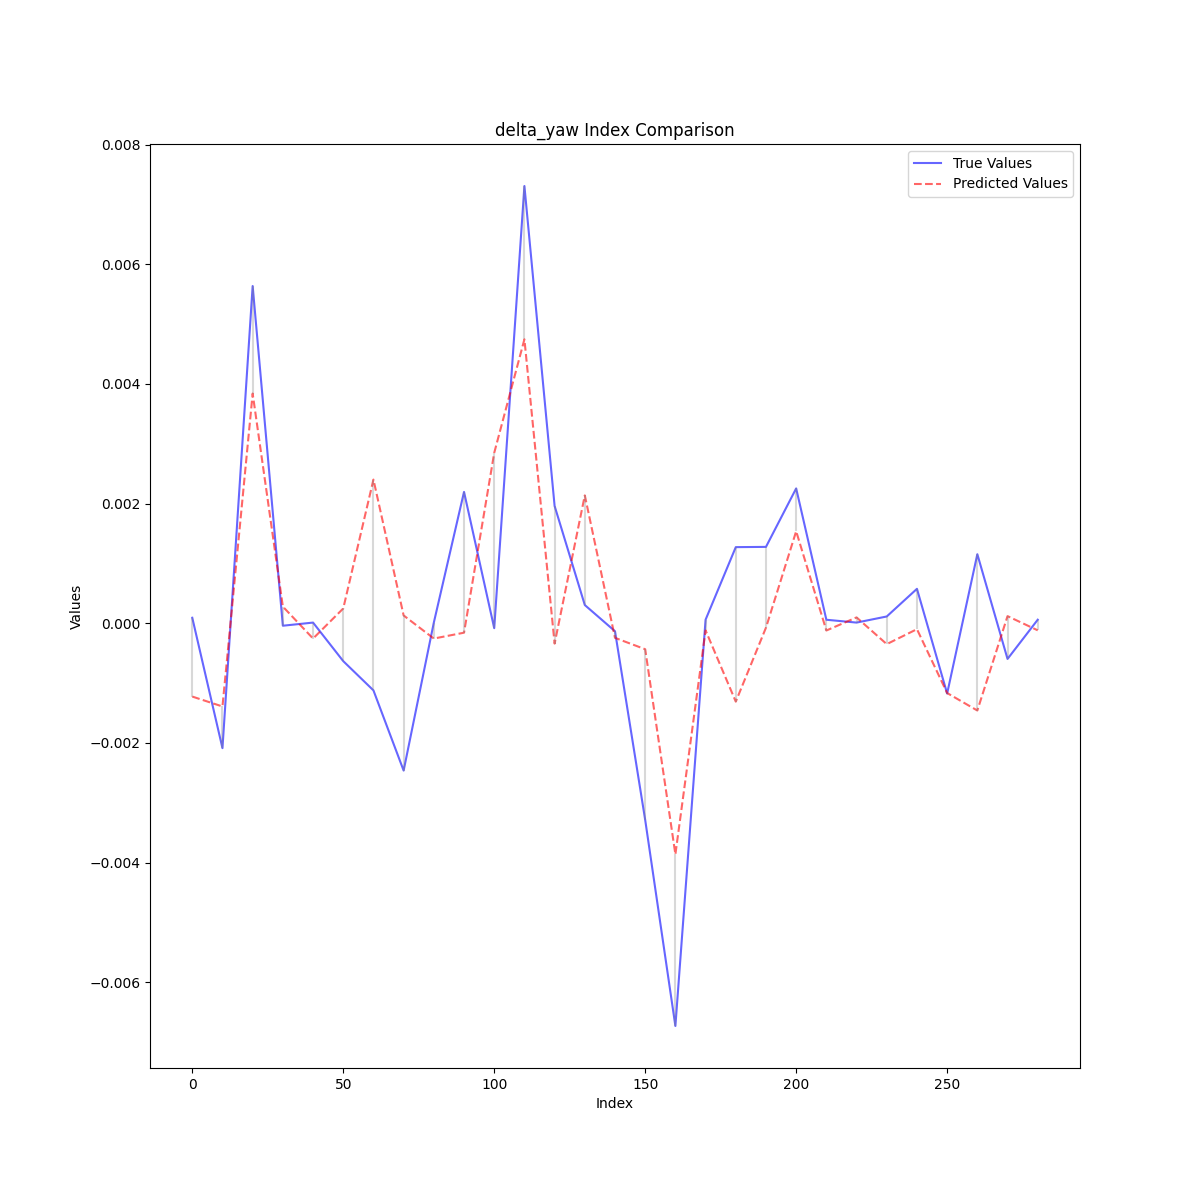 delta_yaw Index Comparison
True Values
Predicted Values
0.008
0.006
0.004
0.002
0.000
−0.002
−0.004
−0.006
Values
0 50 100 150 200 250
Index